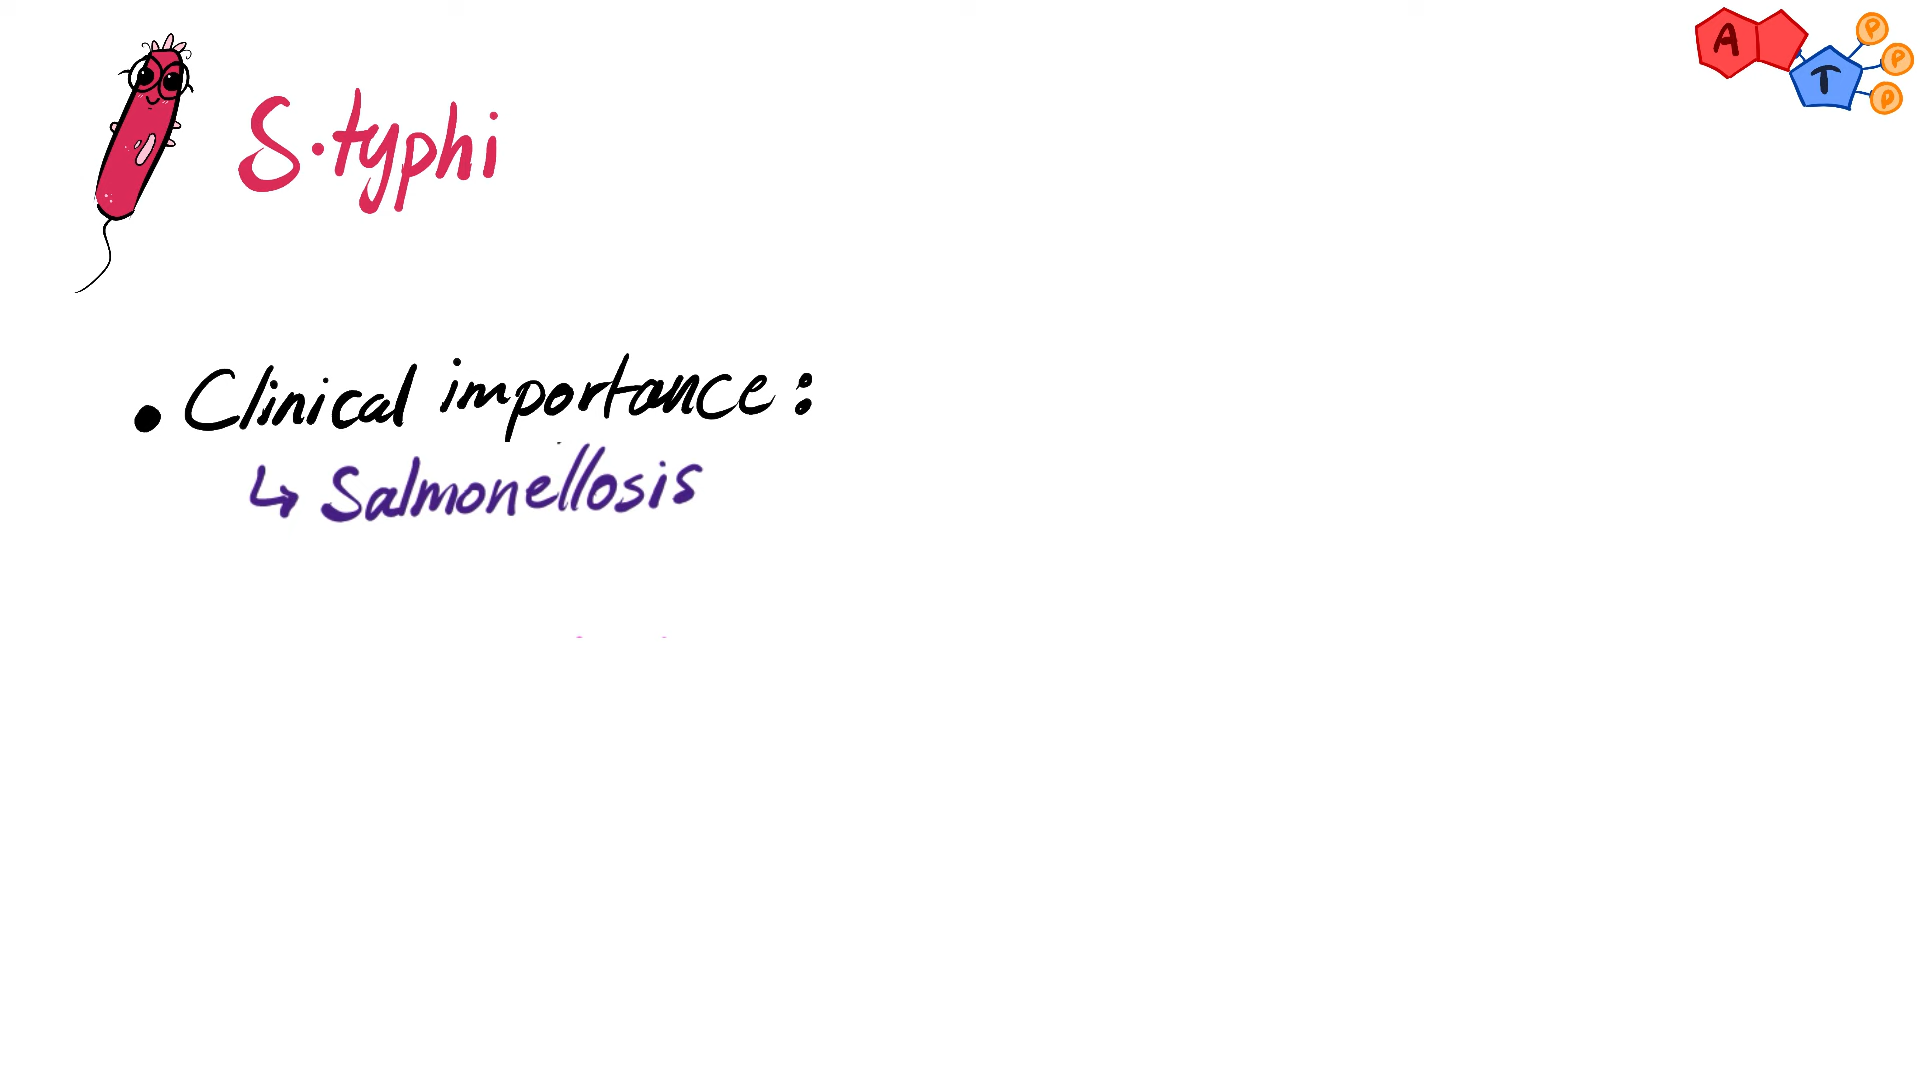 S.typhi
A T P P P
• Clinical importance:
↳ Salmonellosis